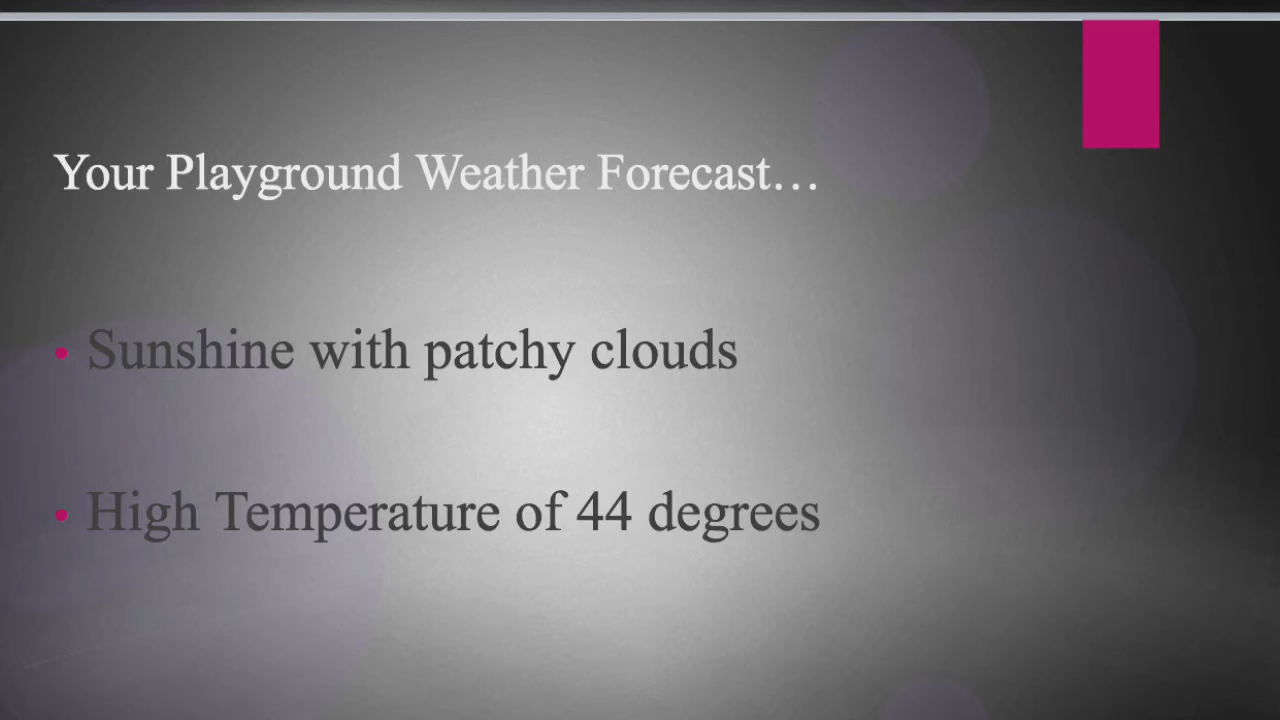 Your Playground Weather Forecast…
• Sunshine with patchy clouds
• High Temperature of 44 degrees